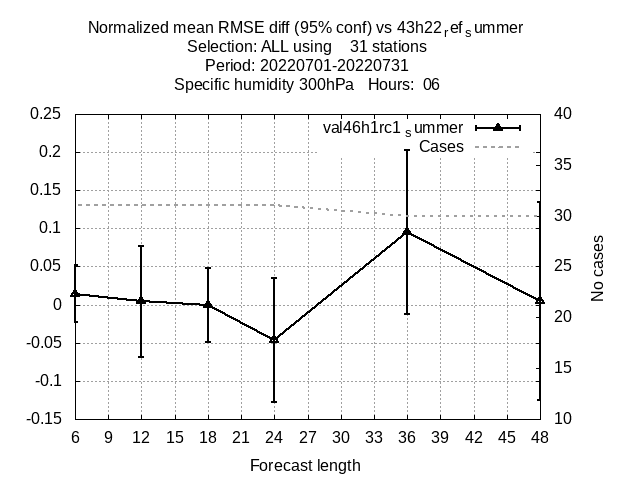 Normalized mean RMSE diff (95% conf) vs 43h22refsummer
Selection: ALL using 31 stations
Period: 20220701-20220731
Specific humidity 300hPa Hours: 06
0.25
0.2
0.15
0.1
0.05
0
-0.05
-0.1
-0.15
40
35
30
25
20
15
10
val46h1rc1summer
Cases
No cases
6 9 12 15 18 21 24 27 30 33 36 39 42 45 48
Forecast length